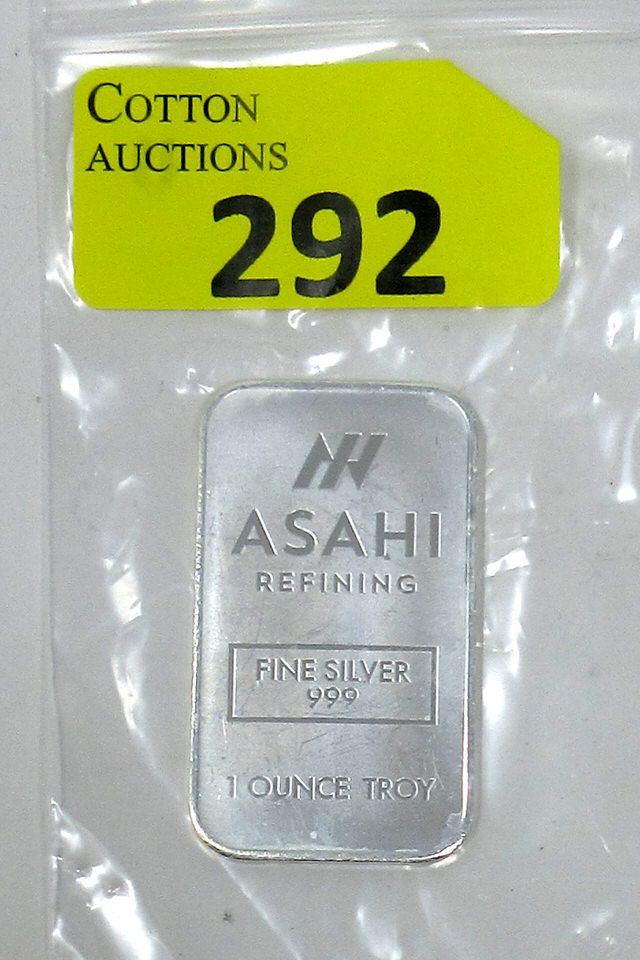 COTTON
AUCTIONS
292
ASAHI
REFINING
FINE SILVER
999
1 OUNCE TROY